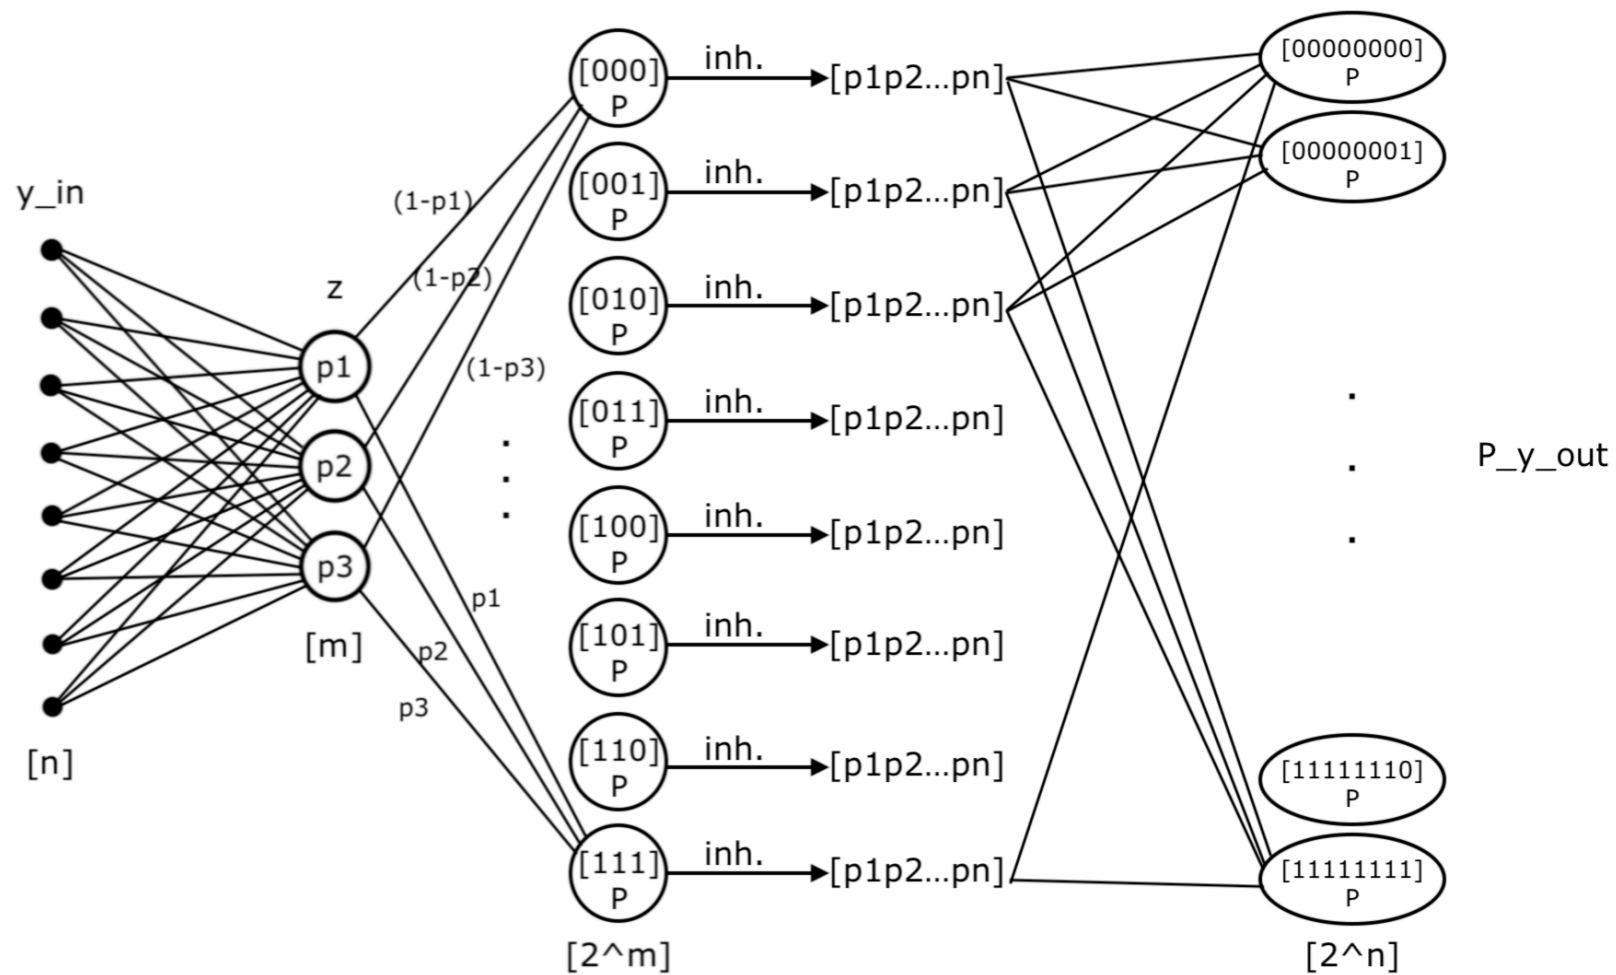 y_in
[n]
z
p1
p2
p3
[m]
(1-p1)
(1-p2)
(1-p3)
p1
p2
p3
[000]
P
[001]
P
[010]
P
[011]
P
[100]
P
[101]
P
[110]
P
[111]
P
[2^m]
inh.
[p1p2...pn]
inh.
[p1p2...pn]
inh.
[p1p2...pn]
inh.
[p1p2...pn]
inh.
[p1p2...pn]
inh.
[p1p2...pn]
inh.
[p1p2...pn]
inh.
[p1p2...pn]
[00000000]
P
[00000001]
P
.
.
.
[11111110]
P
[11111111]
P
[2^n]
P_y_out